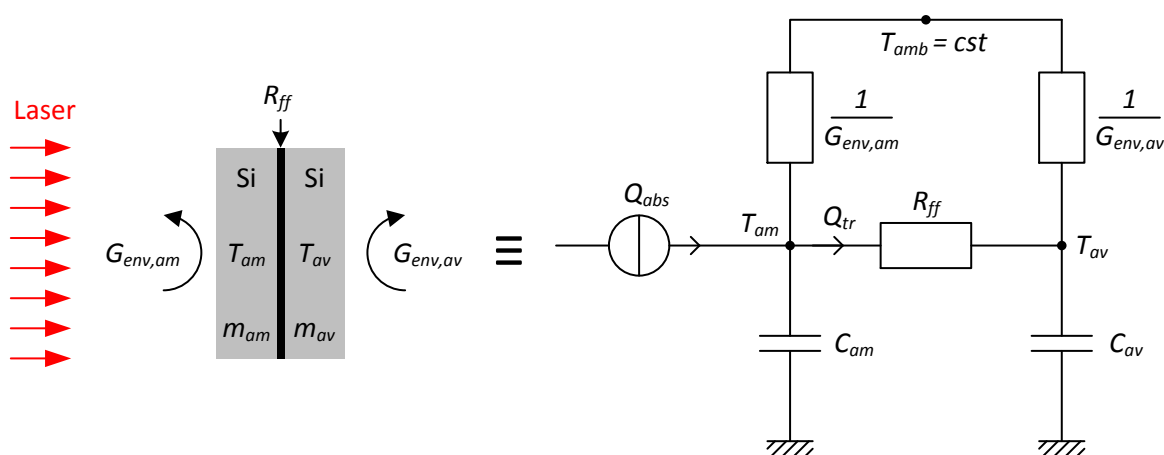 Laser
R_ff
Si
Si
G_env,am
T_am
T_av
G_env,av
m_am
m_av
≡
T_amb = cst
1
G_env,am
1
G_env,av
Q_abs
T_am
Q_tr
R_ff
T_av
C_am
C_av